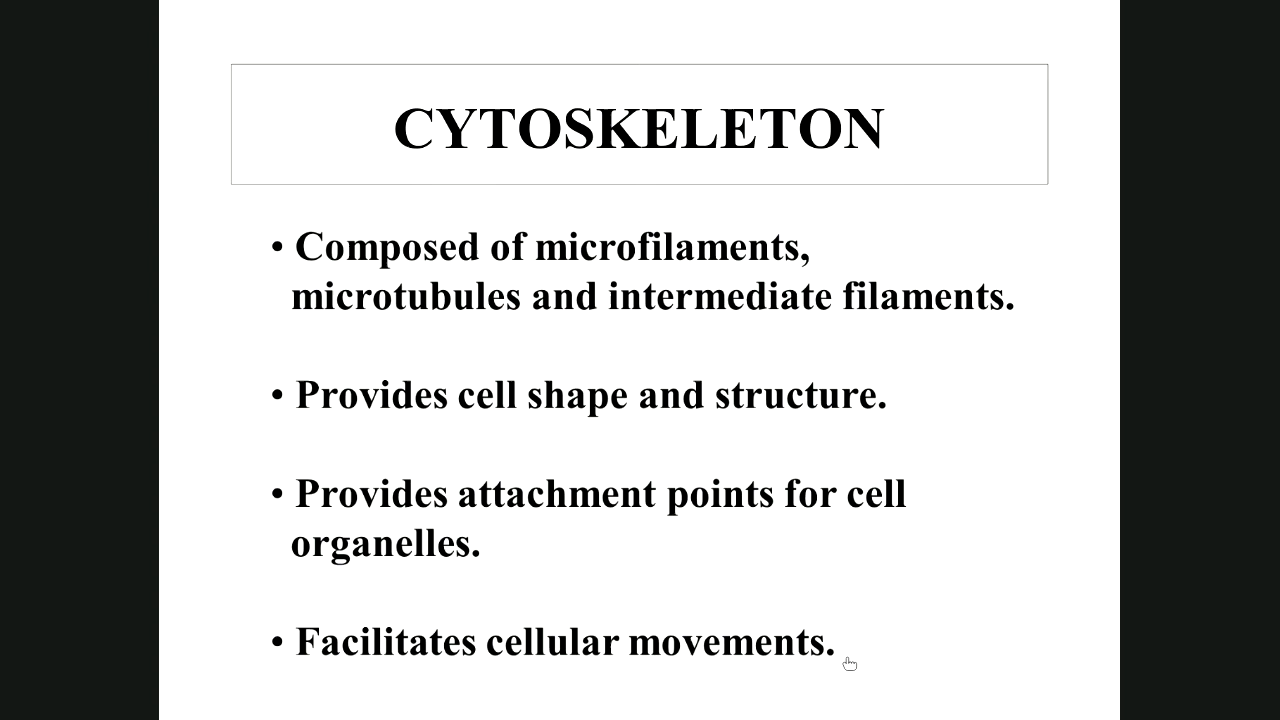 CYTOSKELETON
• Composed of microfilaments,
microtubules and intermediate filaments.
• Provides cell shape and structure.
• Provides attachment points for cell
organelles.
• Facilitates cellular movements.